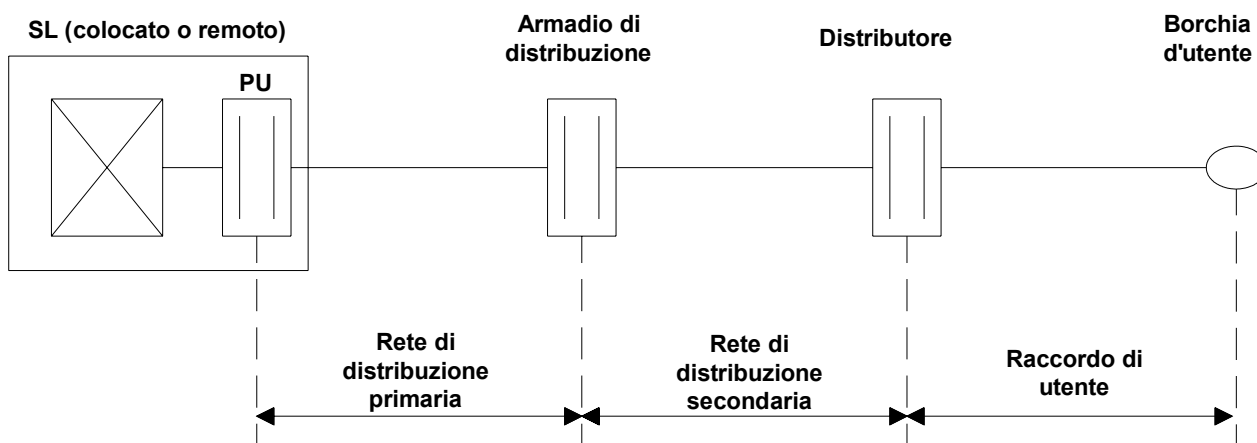 SL (colocato o remoto)
PU
Armadio di
distribuzione
Distributore
Borchia
d'utente
Rete di
distribuzione
primaria
Rete di
distribuzione
secondaria
Raccordo di
utente